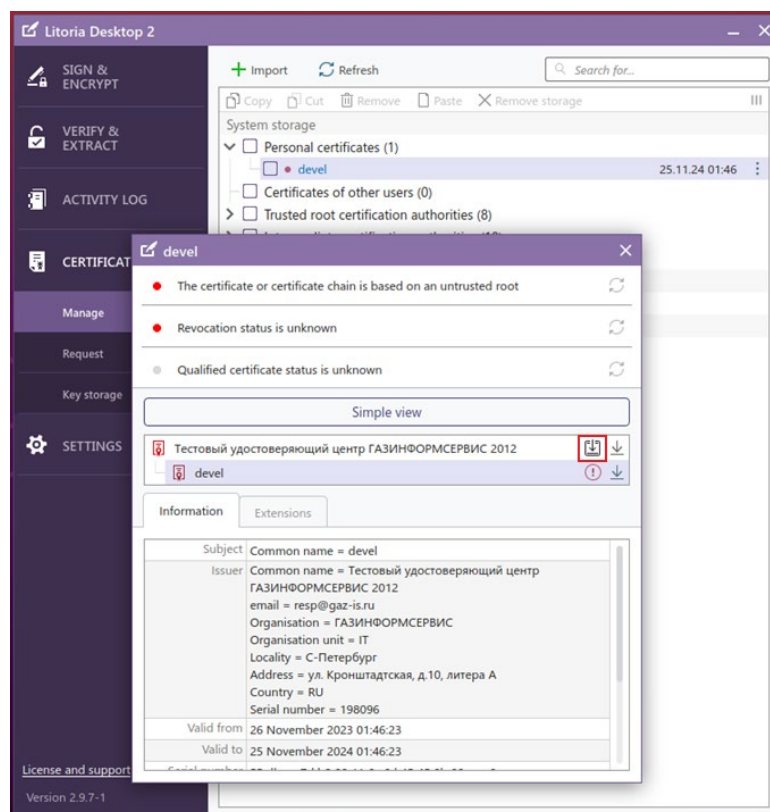 Litoria Desktop 2
SIGN &
ENCRYPT
VERIFY &
EXTRACT
ACTIVITY LOG
CERTIFICAT
Manage
Request
Key storage
SETTINGS
License and support
Version 2.9.7-1
Import Refresh
Search for...
Copy Cut Remove Paste Remove storage
System storage
Personal certificates (1)
devel 25.11.24 01:46
Certificates of other users (0)
Trusted root certification authorities (8)
devel
The certificate or certificate chain is based on an untrusted root
Revocation status is unknown
Qualified certificate status is unknown
Simple view
Тестовый удостоверяющий центр ГАЗИНФОРМСЕРВИС 2012
devel
Information Extensions
Subject Common name = devel
Issuer Common name = Тестовый удостоверяющий центр
ГАЗИНФОРМСЕРВИС 2012
email = resp@gaz-is.ru
Organisation = ГАЗИНФОРМСЕРВИС
Organisation unit = IT
Locality = С-Петербург
Address = ул. Кронштадтская, д.10, литера А
Country = RU
Serial number = 198096
Valid from 26 November 2023 01:46:23
Valid to 25 November 2024 01:46:23